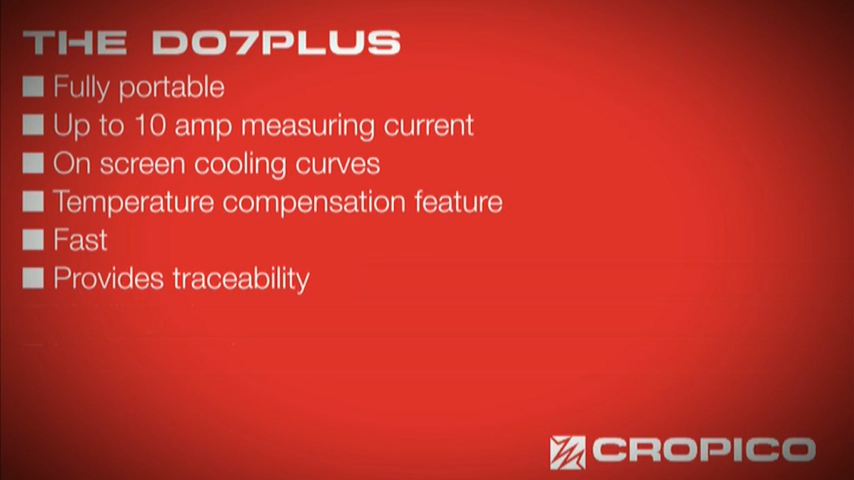 THE DO7PLUS
Fully portable
Up to 10 amp measuring current
On screen cooling curves
Temperature compensation feature
Fast
Provides traceability
CROPICO